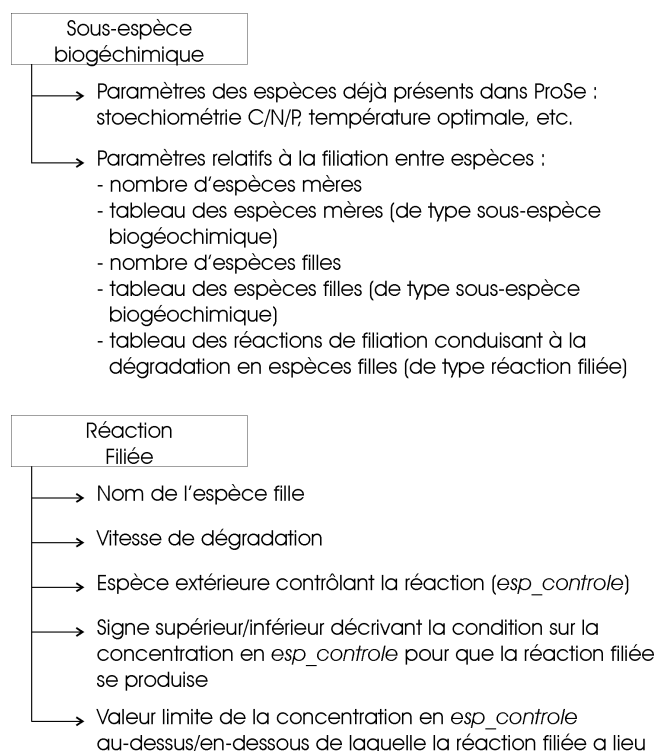 Sous-espèce
biogéchimique
Paramètres des espèces déjà présents dans ProSe :
stoechiométrie C/N/P, température optimale, etc.
Paramètres relatifs à la filiation entre espèces :
- nombre d'espèces mères
- tableau des espèces mères (de type sous-espèce
biogéochimique)
- nombre d'espèces filles
- tableau des espèces filles (de type sous-espèce
biogéochimique)
- tableau des réactions de filiation conduisant à la
dégradation en espèces filles (de type réaction filiée)
Réaction
Filiée
Nom de l'espèce fille
Vitesse de dégradation
Espèce extérieure contrôlant la réaction (esp_controle)
Signe supérieur/inférieur décrivant la condition sur la
concentration en esp_controle pour que la réaction filiée
se produise
Valeur limite de la concentration en esp_controle
au-dessus/en-dessous de laquelle la réaction filiée a lieu